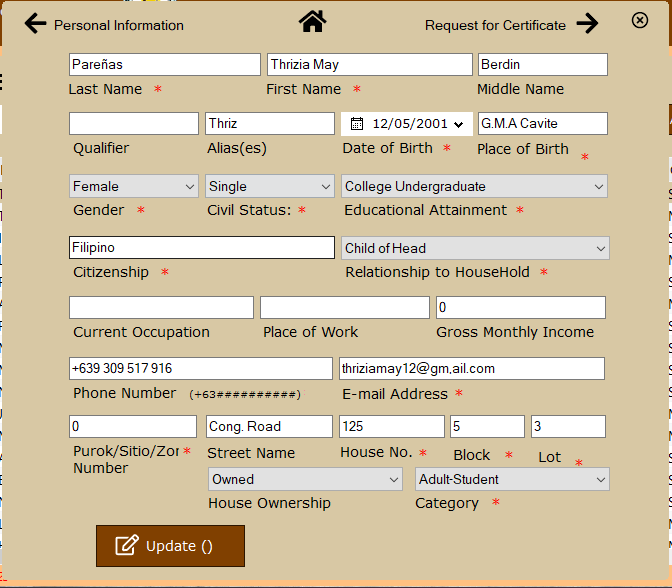 Personal Information Request for Certificate
Pareñas Thrizia May Berdin
Last Name * First Name * Middle Name
Thriz 12/05/2001 G.M.A Cavite
Qualifier Alias(es) Date of Birth * Place of Birth *
Female Single College Undergraduate
Gender * Civil Status: * Educational Attainment *
Filipino Child of Head
Citizenship * Relationship to HouseHold *
0
Current Occupation Place of Work Gross Monthly Income
+639 309 517 916 thriziamay12@gm,ail.com
Phone Number (+63##########) E-mail Address *
0 Cong. Road 125 5 3
Purok/Sitio/Zor * Street Name House No. * Block * Lot *
Number
Owned Adult-Student
House Ownership Category *
Update ()